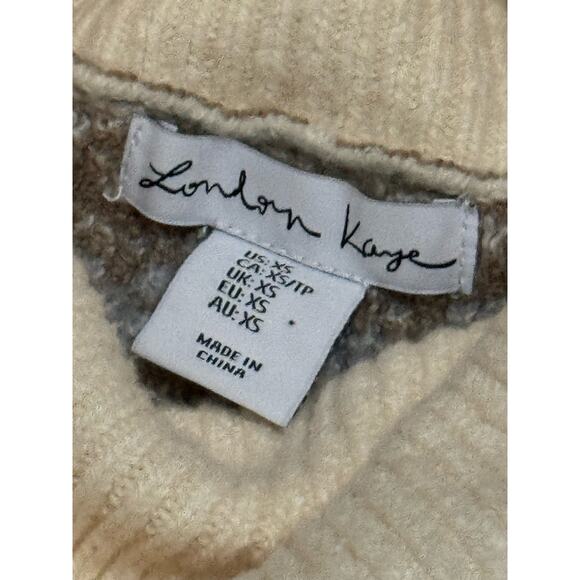 London Kaye
US: XS
CA: XS/TP
UK: XS
EU: XS
AU: XS
MADE IN
CHINA